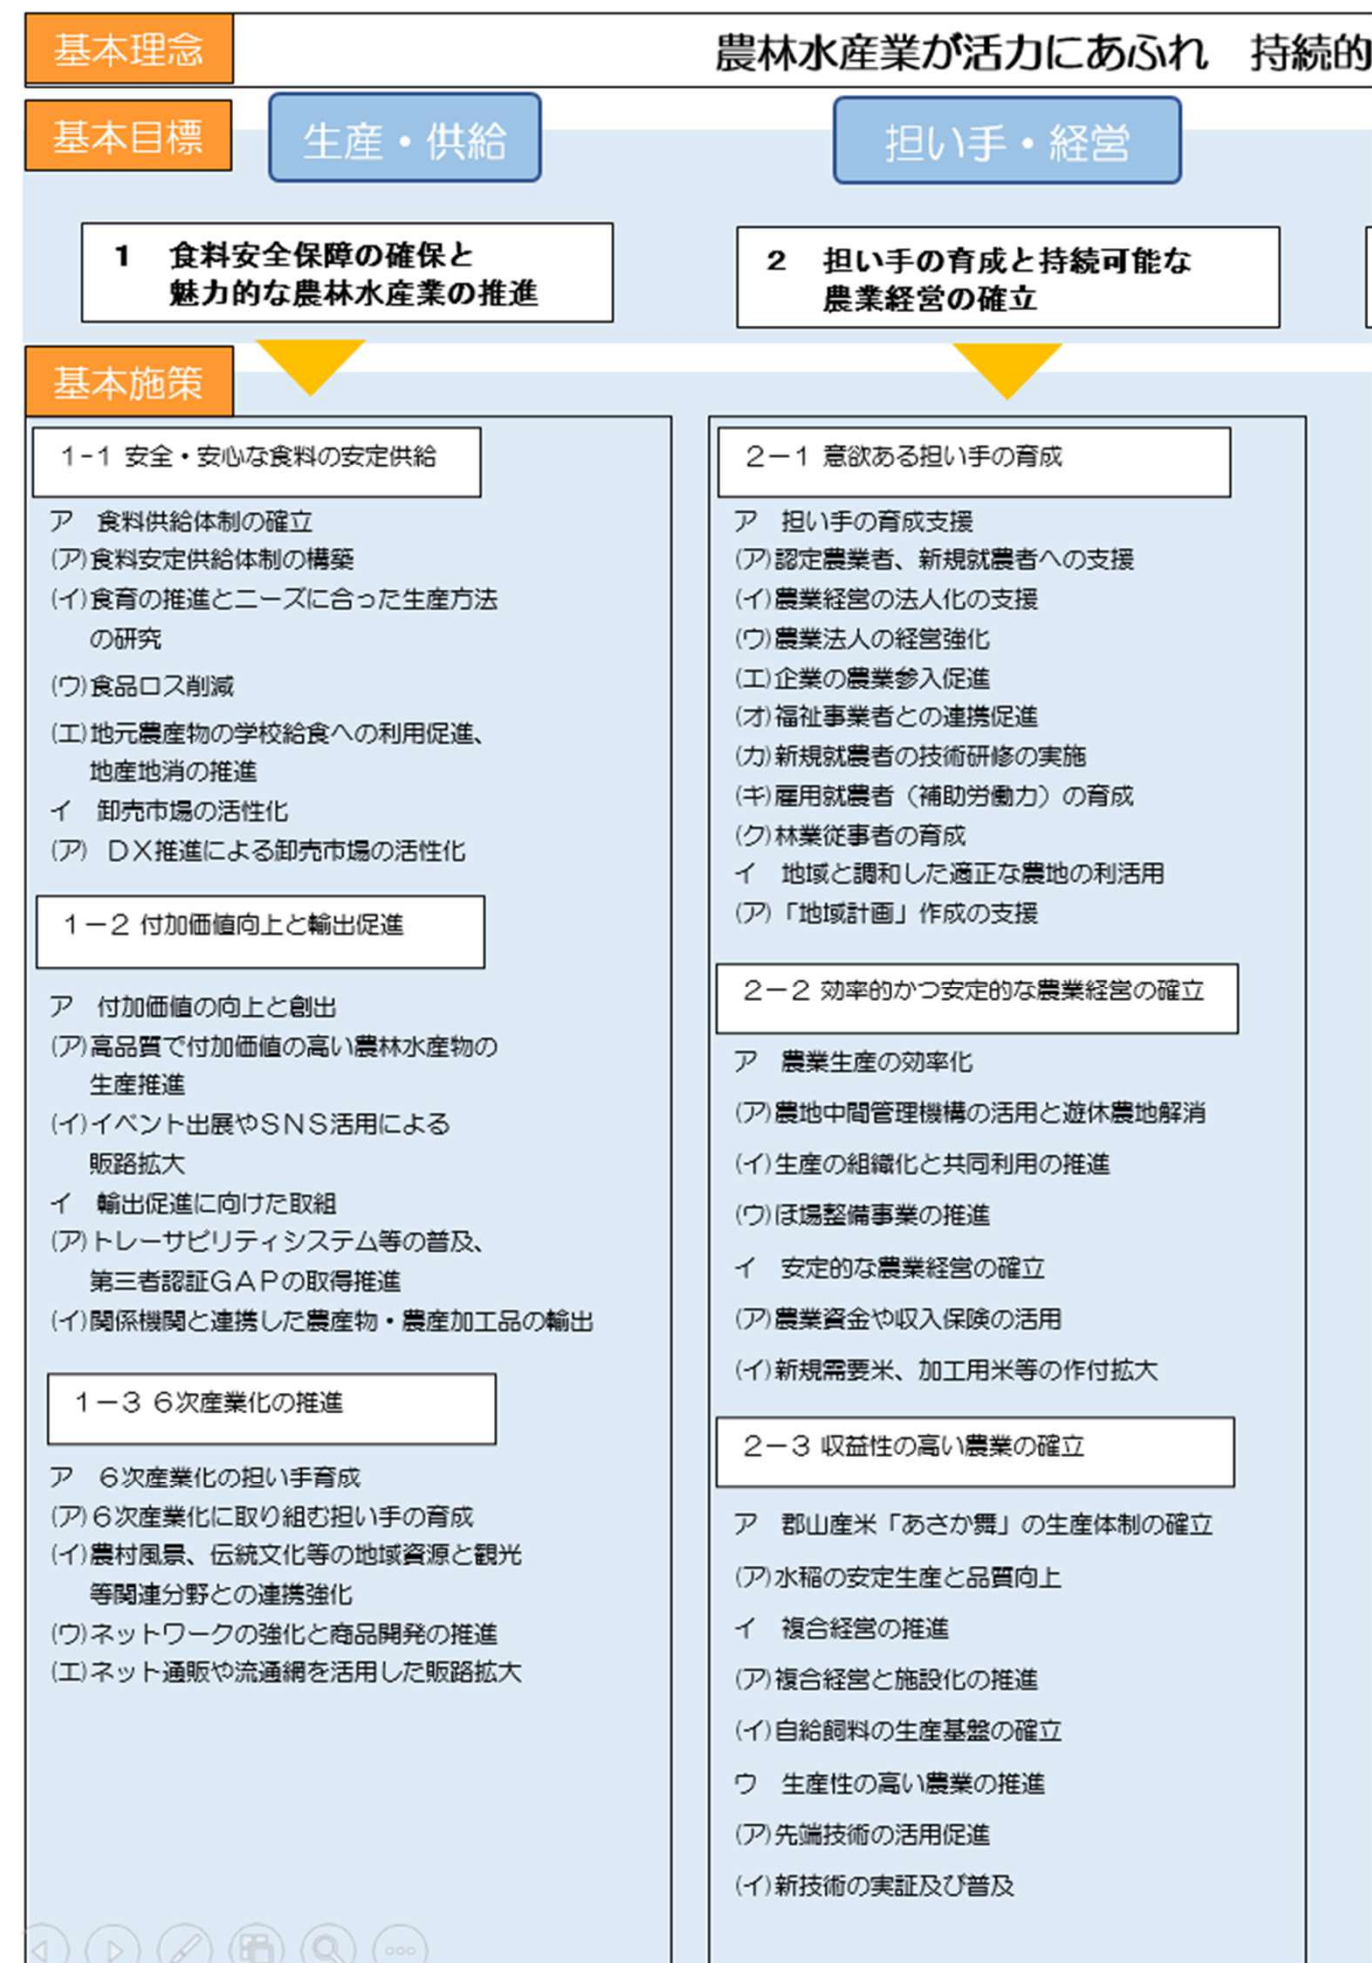 基本理念
農林水産業が活力にあふれ　持続的
基本目標
生産・供給
担い手・経営
1　食料安全保障の確保と
魅力的な農林水産業の推進
2　担い手の育成と持続可能な
農業経営の確立
基本施策
1-1 安全・安心な食料の安定供給
ア　食料供給体制の確立
(ア)食料安定供給体制の構築
(イ)食育の推進とニーズに合った生産方法
の研究
(ウ)食品ロス削減
(エ)地元農産物の学校給食への利用促進、
地産地消の推進
イ　卸売市場の活性化
(ア)　ＤＸ推進による卸売市場の活性化
1－2 付加価値向上と輸出促進
ア　付加価値の向上と創出
(ア)高品質で付加価値の高い農林水産物の
生産推進
(イ)イベント出展やＳＮＳ活用による
販路拡大
イ　輸出促進に向けた取組
(ア)トレーサビリティシステム等の普及、
第三者認証ＧＡＰの取得推進
(イ)関係機関と連携した農産物・農産加工品の輸出
1－3 6次産業化の推進
ア　6次産業化の担い手育成
(ア)6次産業化に取り組む担い手の育成
(イ)農村風景、伝統文化等の地域資源と観光
等関連分野との連携強化
(ウ)ネットワークの強化と商品開発の推進
(エ)ネット通販や流通網を活用した販路拡大
2－1 意欲ある担い手の育成
ア　担い手の育成支援
(ア)認定農業者、新規就農者への支援
(イ)農業経営の法人化の支援
(ウ)農業法人の経営強化
(エ)企業の農業参入促進
(オ)福祉事業者との連携促進
(カ)新規就農者の技術研修の実施
(キ)雇用就農者（補助労働力）の育成
(ク)林業従事者の育成
イ　地域と調和した適正な農地の利活用
(ア)「地域計画」作成の支援
2－2 効率的かつ安定的な農業経営の確立
ア　農業生産の効率化
(ア)農地中間管理機構の活用と遊休農地解消
(イ)生産の組織化と共同利用の推進
(ウ)ほ場整備事業の推進
イ　安定的な農業経営の確立
(ア)農業資金や収入保険の活用
(イ)新規需要米、加工用米等の作付拡大
2－3 収益性の高い農業の確立
ア　郡山産米「あさか舞」の生産体制の確立
(ア)水稲の安定生産と品質向上
イ　複合経営の推進
(ア)複合経営と施設化の推進
(イ)自給飼料の生産基盤の確立
ウ　生産性の高い農業の推進
(ア)先端技術の活用促進
(イ)新技術の実証及び普及